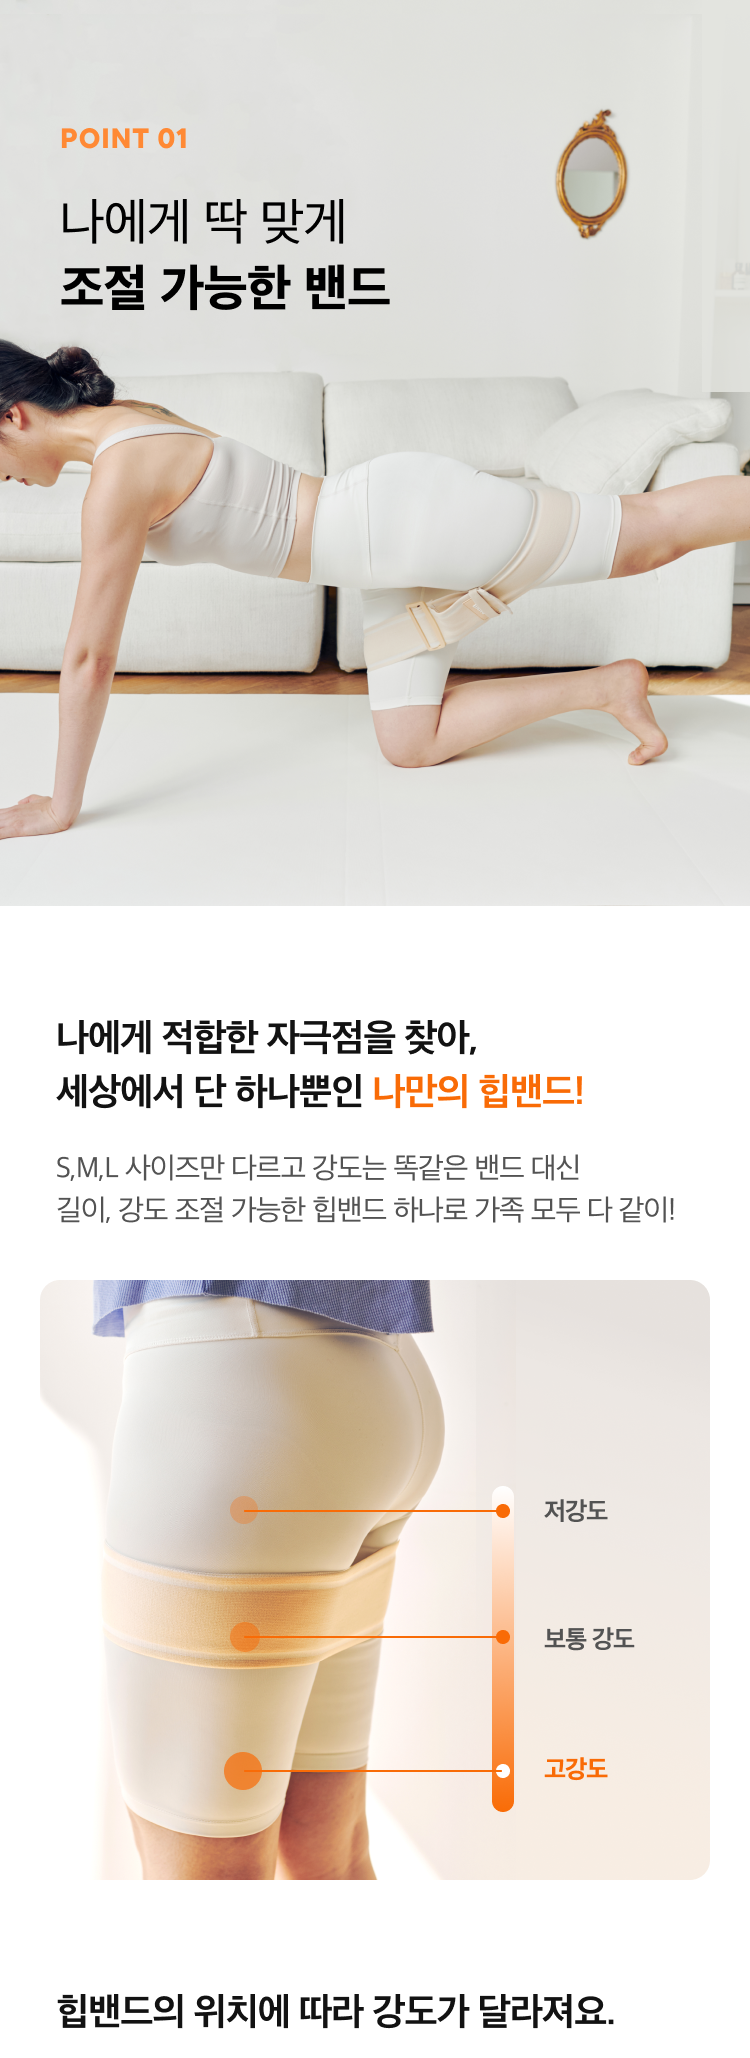 POINT 01
나에게 딱 맞게
조절 가능한 밴드
나에게 적합한 자극점을 찾아,
세상에서 단 하나뿐인 나만의 힙밴드!
S,M,L 사이즈만 다르고 강도는 똑같은 밴드 대신
길이, 강도 조절 가능한 힙밴드 하나로 가족 모두 다 같이!
저강도
보통 강도
고강도
힙밴드의 위치에 따라 강도가 달라져요.